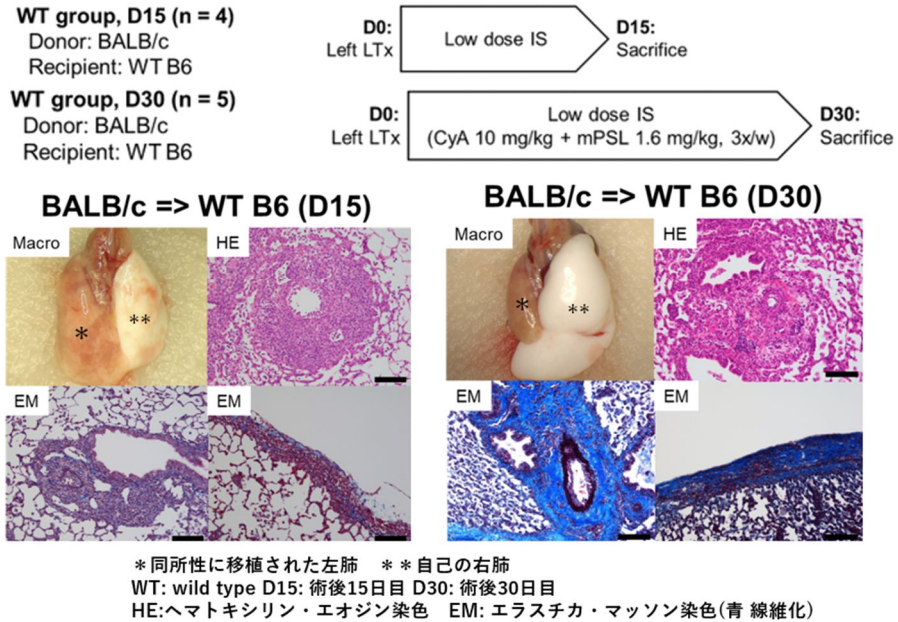 WT group, D15 (n = 4)
Donor: BALB/c
Recipient: WT B6
D0:
Left LTx
Low dose IS
D15:
Sacrifice
WT group, D30 (n = 5)
Donor: BALB/c
Recipient: WT B6
D0:
Left LTx
Low dose IS
(CyA 10 mg/kg + mPSL 1.6 mg/kg, 3x/w)
D30:
Sacrifice
BALB/c => WT B6 (D15)
Macro
HE
*
**
EM
EM
BALB/c => WT B6 (D30)
Macro
HE
*
**
EM
EM
＊同所性に移植された左肺　＊＊自己の右肺
WT: wild type D15: 術後15日目 D30: 術後30日目
HE:ヘマトキシリン・エオジン染色　EM: エラスチカ・マッソン染色(青 線維化)